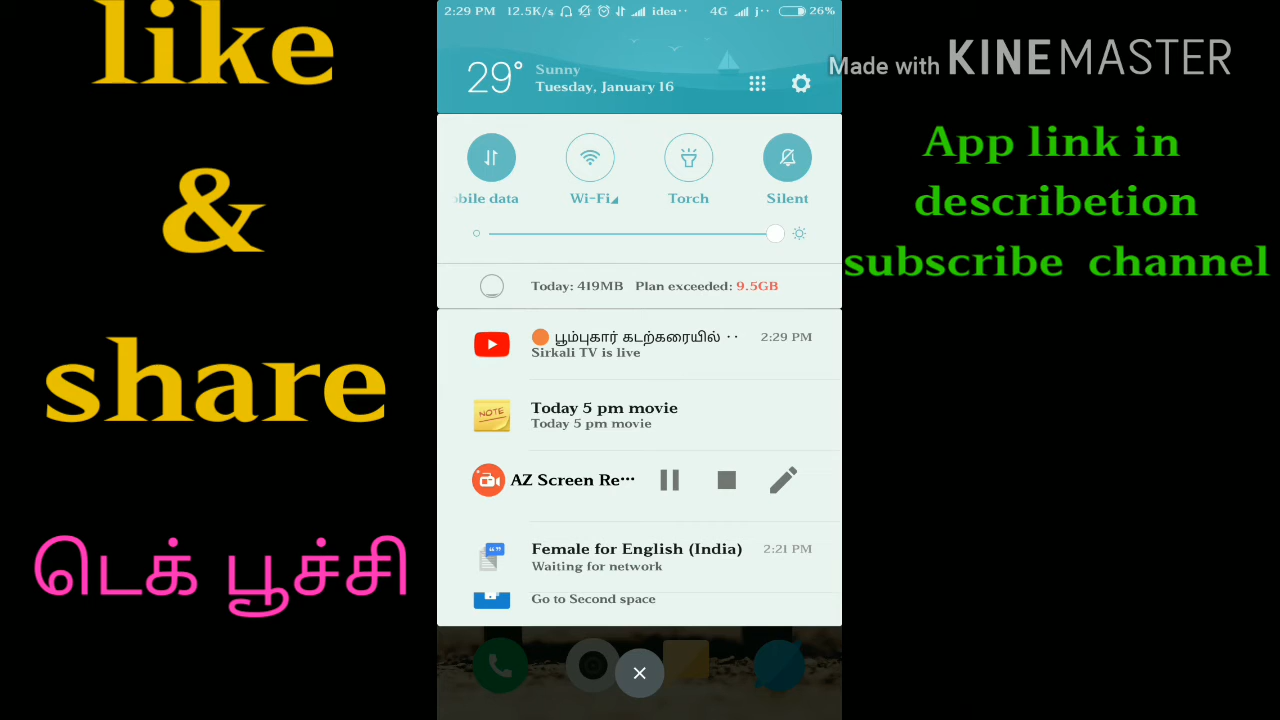 like
&
share
டெக் பூச்சி
2:29 PM 12.5K/s idea·· 4G j·· 26%
29° Sunny
Tuesday, January 16
obile data Wi-Fi Torch Silent
Today: 419MB Plan exceeded: 9.5GB
பூம்புகார் கடற்கரையில் ·· 2:29 PM
Sirkali TV is live
NOTE
Today 5 pm movie
Today 5 pm movie
AZ Screen Re···
Female for English (India) 2:21 PM
Waiting for network
Go to Second space
Made with KINEMASTER
App link in
describetion
subscribe channel